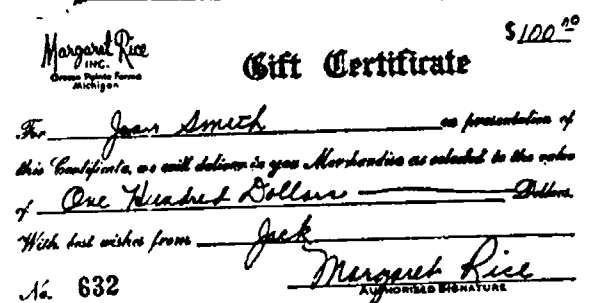 $100.00
Margaret Rice
INC.
Grosse Pointe Farms
Michigan
Gift Certificate
For Joan Smith on presentation of
this Certificate, we will deliver to you Merchandise as selected to the value
of One Hundred Dollars Dollars
With best wishes from Jack
Margaret Rice
No. 632
AUTHORISED SIGNATURE